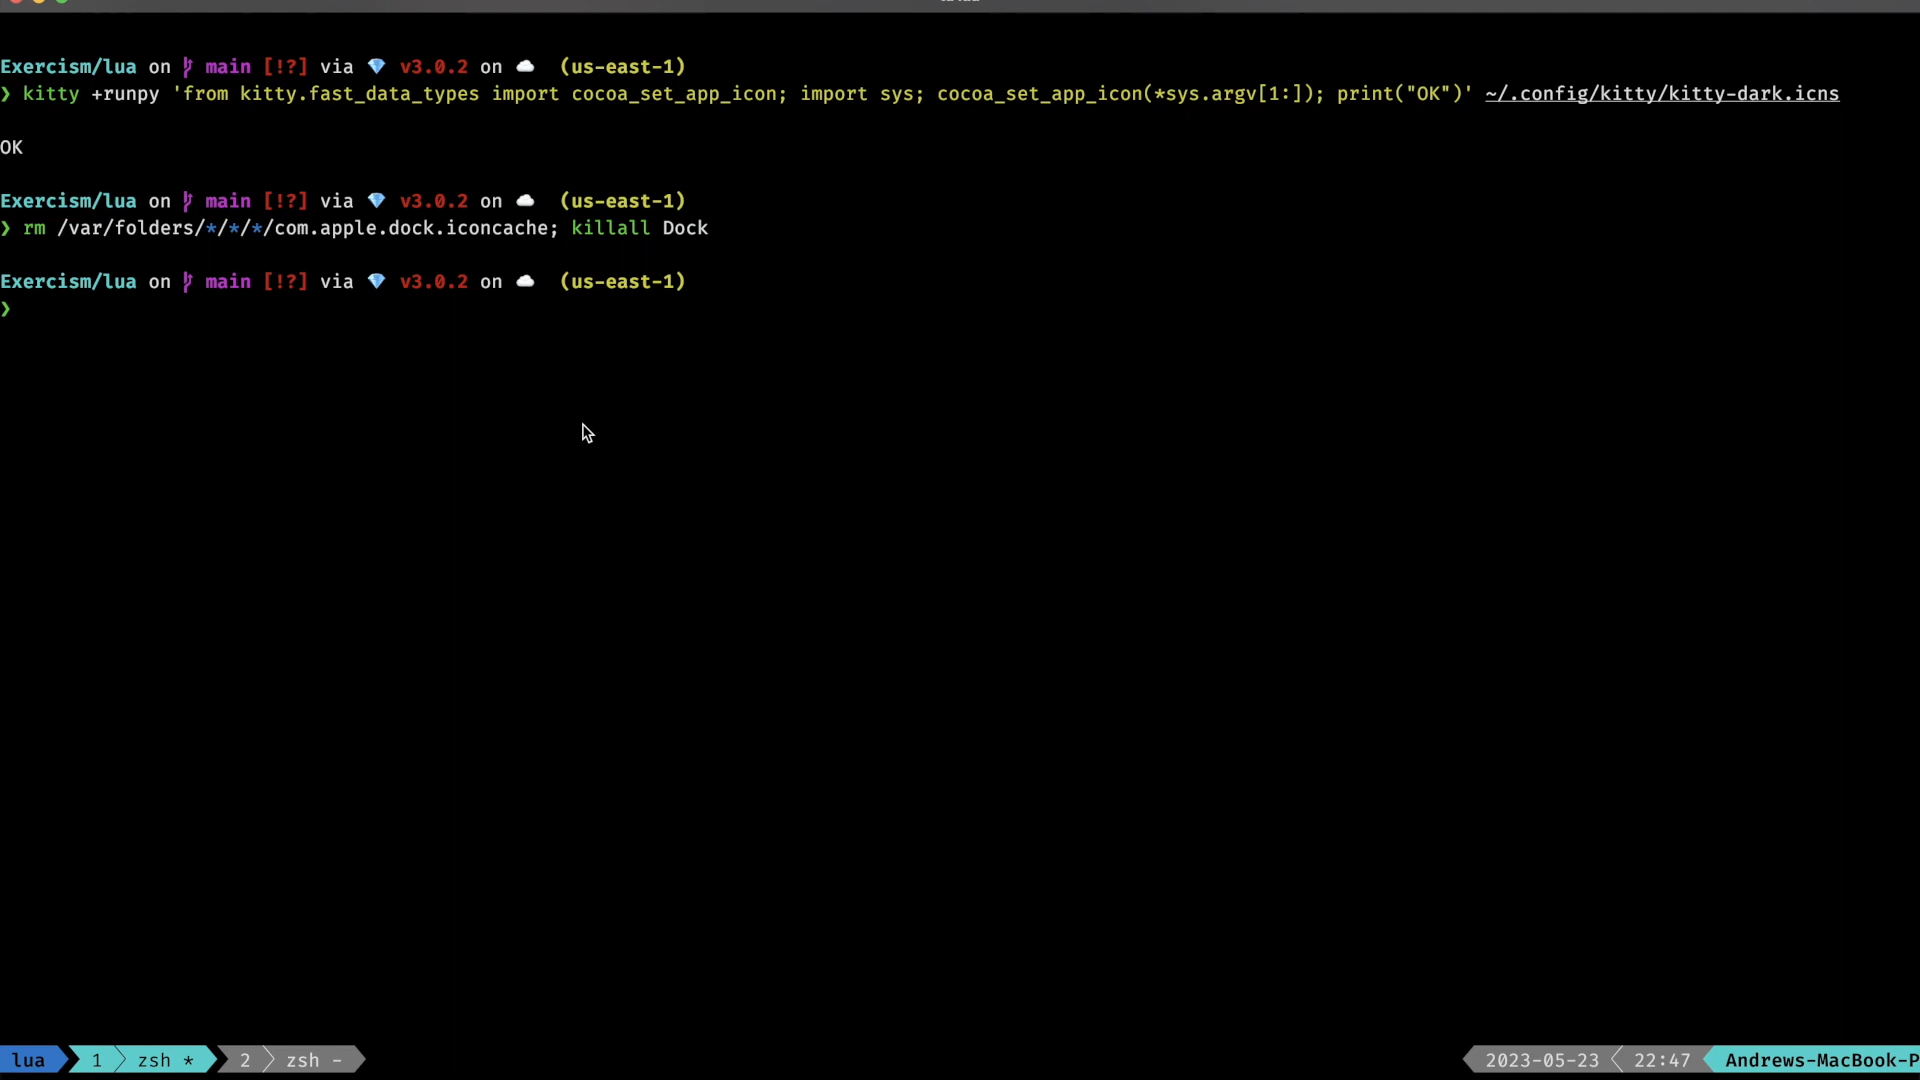 Exercism/lua on main [!?] via 💎 v3.0.2 on ☁️ (us-east-1)
❯ kitty +runpy 'from kitty.fast_data_types import cocoa_set_app_icon; import sys; cocoa_set_app_icon(*sys.argv[1:]); print("OK")' ~/.config/kitty/kitty-dark.icns
OK
Exercism/lua on main [!?] via 💎 v3.0.2 on ☁️ (us-east-1)
❯ rm /var/folders/*/*/*/com.apple.dock.iconcache; killall Dock
Exercism/lua on main [!?] via 💎 v3.0.2 on ☁️ (us-east-1)
❯
lua 1 zsh * 2 zsh - 2023-05-23 22:47 Andrews-MacBook-P